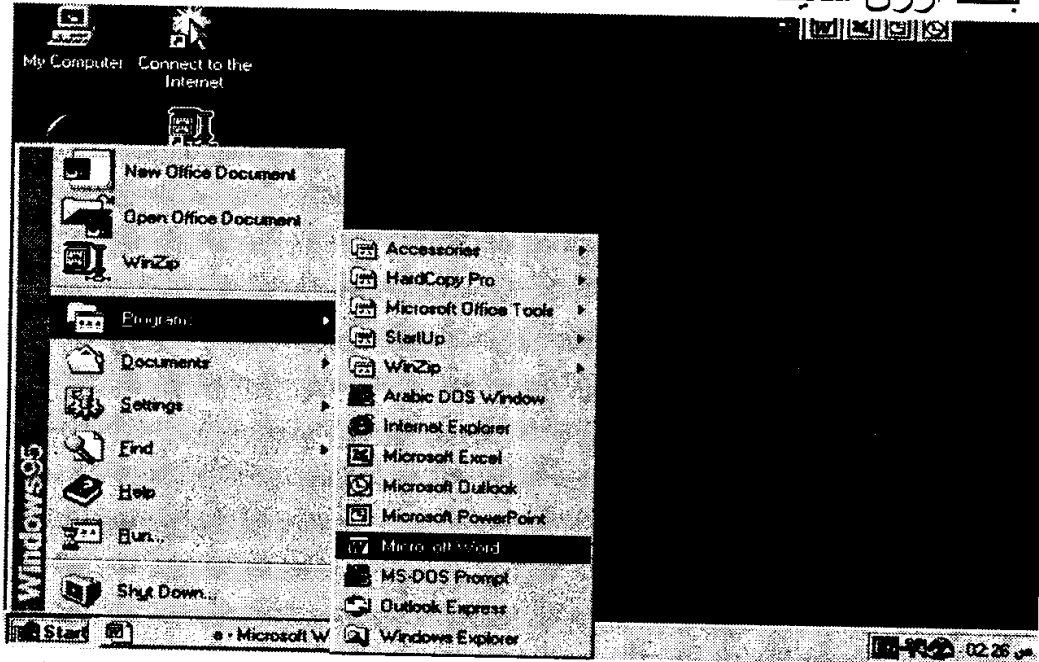 My Computer
Connect to the
Internet
New Office Document
Open Office Document
WinZip
Programs
Documents
Settings
Find
Help
Run...
Shut Down...
Windows95
Accessories
HardCopy Pro
Microsoft Office Tools
StartUp
WinZip
Arabic DOS Window
Internet Explorer
Microsoft Excel
Microsoft Outlook
Microsoft PowerPoint
Microsoft Word
MS-DOS Prompt
Outlook Express
Windows Explorer
Start
e - Microsoft W
02:26 ص